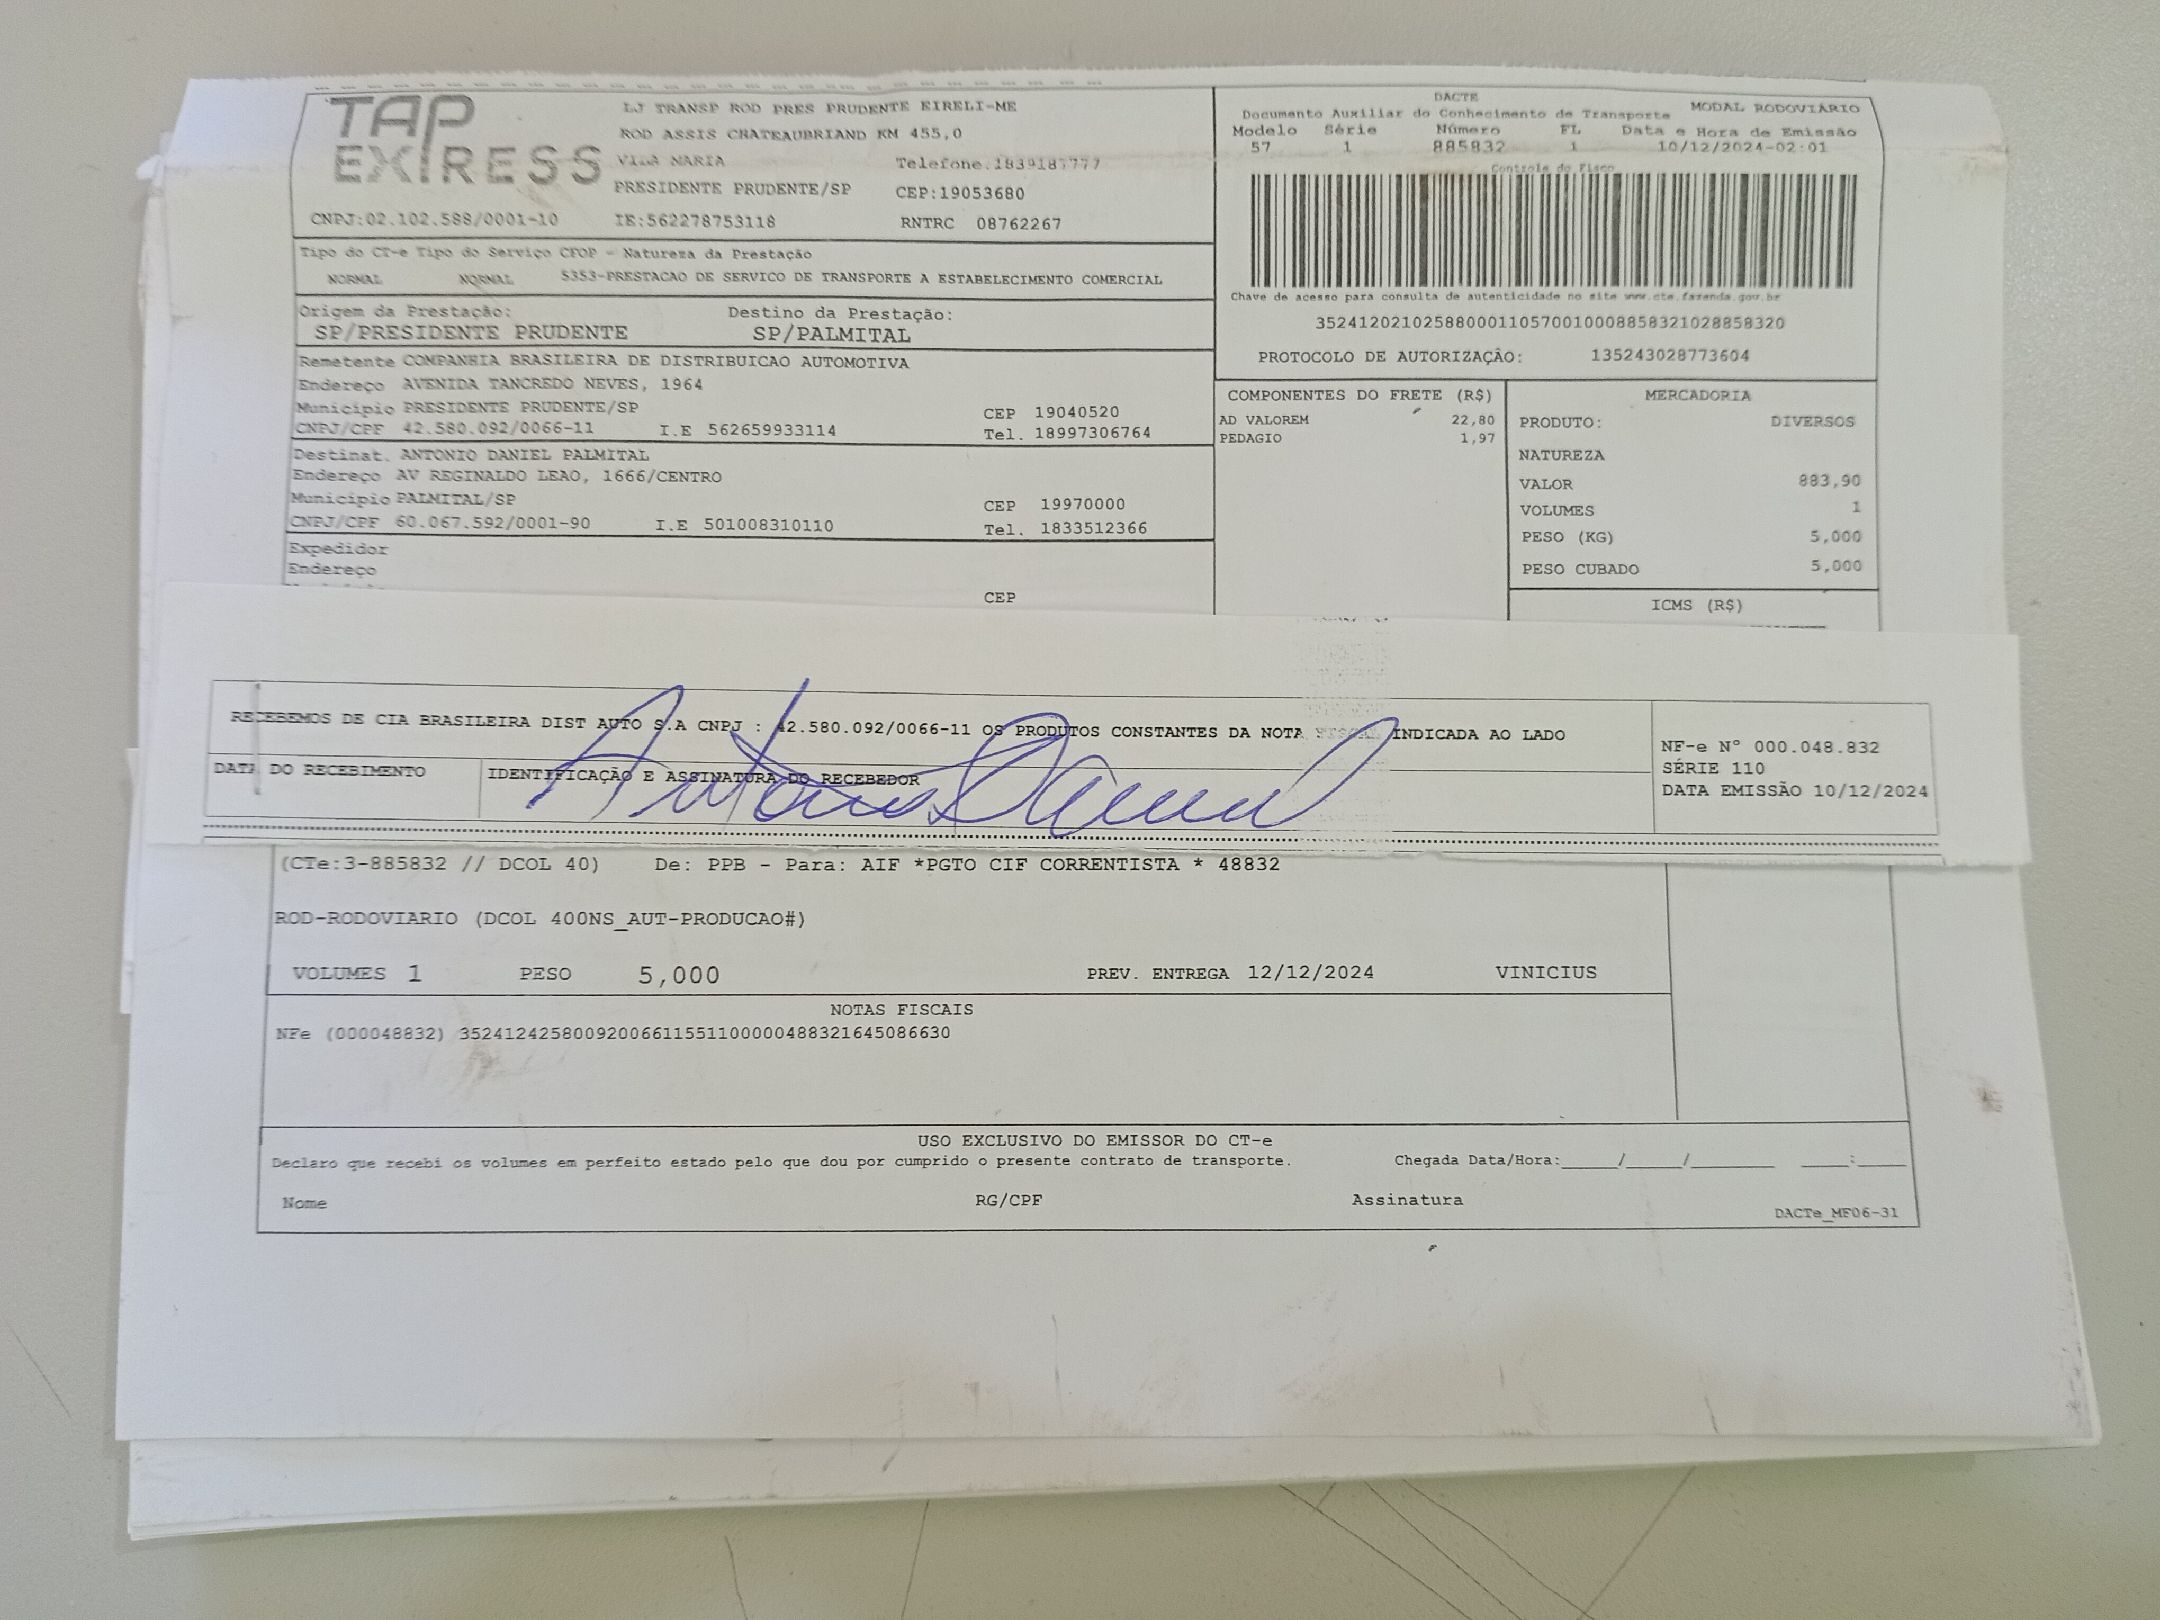 TAP EXPRESS
LJ TRANSP ROD PRES PRUDENTE EIRELI-ME
ROD ASSIS CHATEAUBRIAND KM 455,0
VILA MARIA Telefone.1839187777
PRESIDENTE PRUDENTE/SP CEP:19053680
CNPJ:02.102.588/0001-10 IE:562278753118 RNTRC 08762267
DACTE
Documento Auxiliar do Conhecimento de Transporte MODAL RODOVIÁRIO
Modelo Série Número FL Data e Hora de Emissão
57 1 885832 1 10/12/2024-02:01
Controle do Fisco
Chave de acesso para consulta de autenticidade no site www.cte.fazenda.gov.br
35241202102588000110570010008858321028858320
PROTOCOLO DE AUTORIZAÇÃO: 135243028773604
Tipo do CT-e Tipo do Serviço CFOP - Natureza da Prestação
NORMAL NORMAL 5353-PRESTACAO DE SERVICO DE TRANSPORTE A ESTABELECIMENTO COMERCIAL
Origem da Prestação: Destino da Prestação:
SP/PRESIDENTE PRUDENTE SP/PALMITAL
Remetente COMPANHIA BRASILEIRA DE DISTRIBUICAO AUTOMOTIVA
Endereço AVENIDA TANCREDO NEVES, 1964
Município PRESIDENTE PRUDENTE/SP CEP 19040520
CNPJ/CPF 42.580.092/0066-11 I.E 562659933114 Tel. 18997306764
Destinat. ANTONIO DANIEL PALMITAL
Endereço AV REGINALDO LEAO, 1666/CENTRO
Município PALMITAL/SP CEP 19970000
CNPJ/CPF 60.067.592/0001-90 I.E 501008310110 Tel. 1833512366
Expedidor
Endereço
CEP
COMPONENTES DO FRETE (R$)
AD VALOREM 22,80
PEDAGIO 1,97
MERCADORIA
PRODUTO: DIVERSOS
NATUREZA
VALOR 883,90
VOLUMES 1
PESO (KG) 5,000
PESO CUBADO 5,000
ICMS (R$)
RECEBEMOS DE CIA BRASILEIRA DIST AUTO S.A CNPJ : 42.580.092/0066-11 OS PRODUTOS CONSTANTES DA NOTA FISCAL INDICADA AO LADO
DATA DO RECEBIMENTO IDENTIFICAÇÃO E ASSINATURA DO RECEBEDOR
Antonio Daniel
NF-e Nº 000.048.832
SÉRIE 110
DATA EMISSÃO 10/12/2024
(CTe:3-885832 // DCOL 40) De: PPB - Para: AIF *PGTO CIF CORRENTISTA * 48832
ROD-RODOVIARIO (DCOL 400NS_AUT-PRODUCAO#)
VOLUMES 1 PESO 5,000 PREV. ENTREGA 12/12/2024 VINICIUS
NOTAS FISCAIS
NFe (000048832) 35241242580092006611551100000488321645086630
USO EXCLUSIVO DO EMISSOR DO CT-e
Declaro que recebi os volumes em perfeito estado pelo que dou por cumprido o presente contrato de transporte. Chegada Data/Hora:_____/_____/_______ ____:____
Nome RG/CPF Assinatura
DACTe_MF06-31